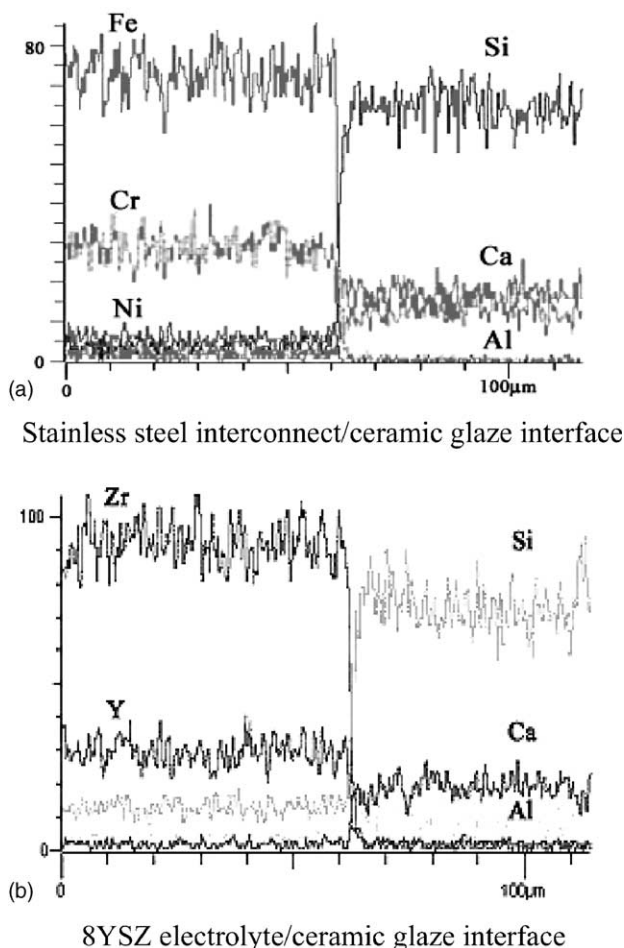 Fe
80
Si
Cr
Ca
Ni
Al
0
0
100μm
(a)
Stainless steel interconnect/ceramic glaze interface
Zr
100
Si
Y
Ca
Al
0
0
100μm
(b)
8YSZ electrolyte/ceramic glaze interface